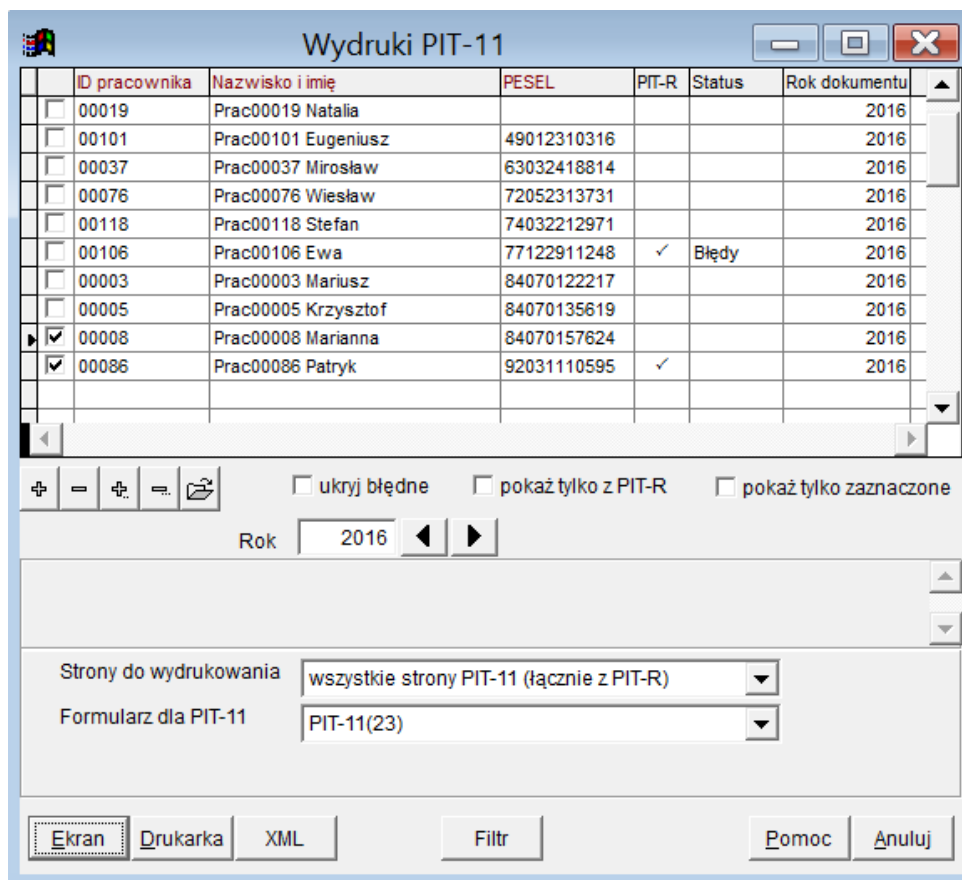 Wydruki PIT-11
ID pracownika Nazwisko i imię PESEL PIT-R Status Rok dokumentu
00019 Prac00019 Natalia 2016
00101 Prac00101 Eugeniusz 49012310316 2016
00037 Prac00037 Mirosław 63032418814 2016
00076 Prac00076 Wiesław 72052313731 2016
00118 Prac00118 Stefan 74032212971 2016
00106 Prac00106 Ewa 77122911248 ✓ Błędy 2016
00003 Prac00003 Mariusz 84070122217 2016
00005 Prac00005 Krzysztof 84070135619 2016
00008 Prac00008 Marianna 84070157624 2016
00086 Prac00086 Patryk 92031110595 ✓ 2016
ukryj błędne pokaż tylko z PIT-R pokaż tylko zaznaczone
Rok 2016
Strony do wydrukowania wszystkie strony PIT-11 (łącznie z PIT-R)
Formularz dla PIT-11 PIT-11(23)
Ekran Drukarka XML Filtr Pomoc Anuluj